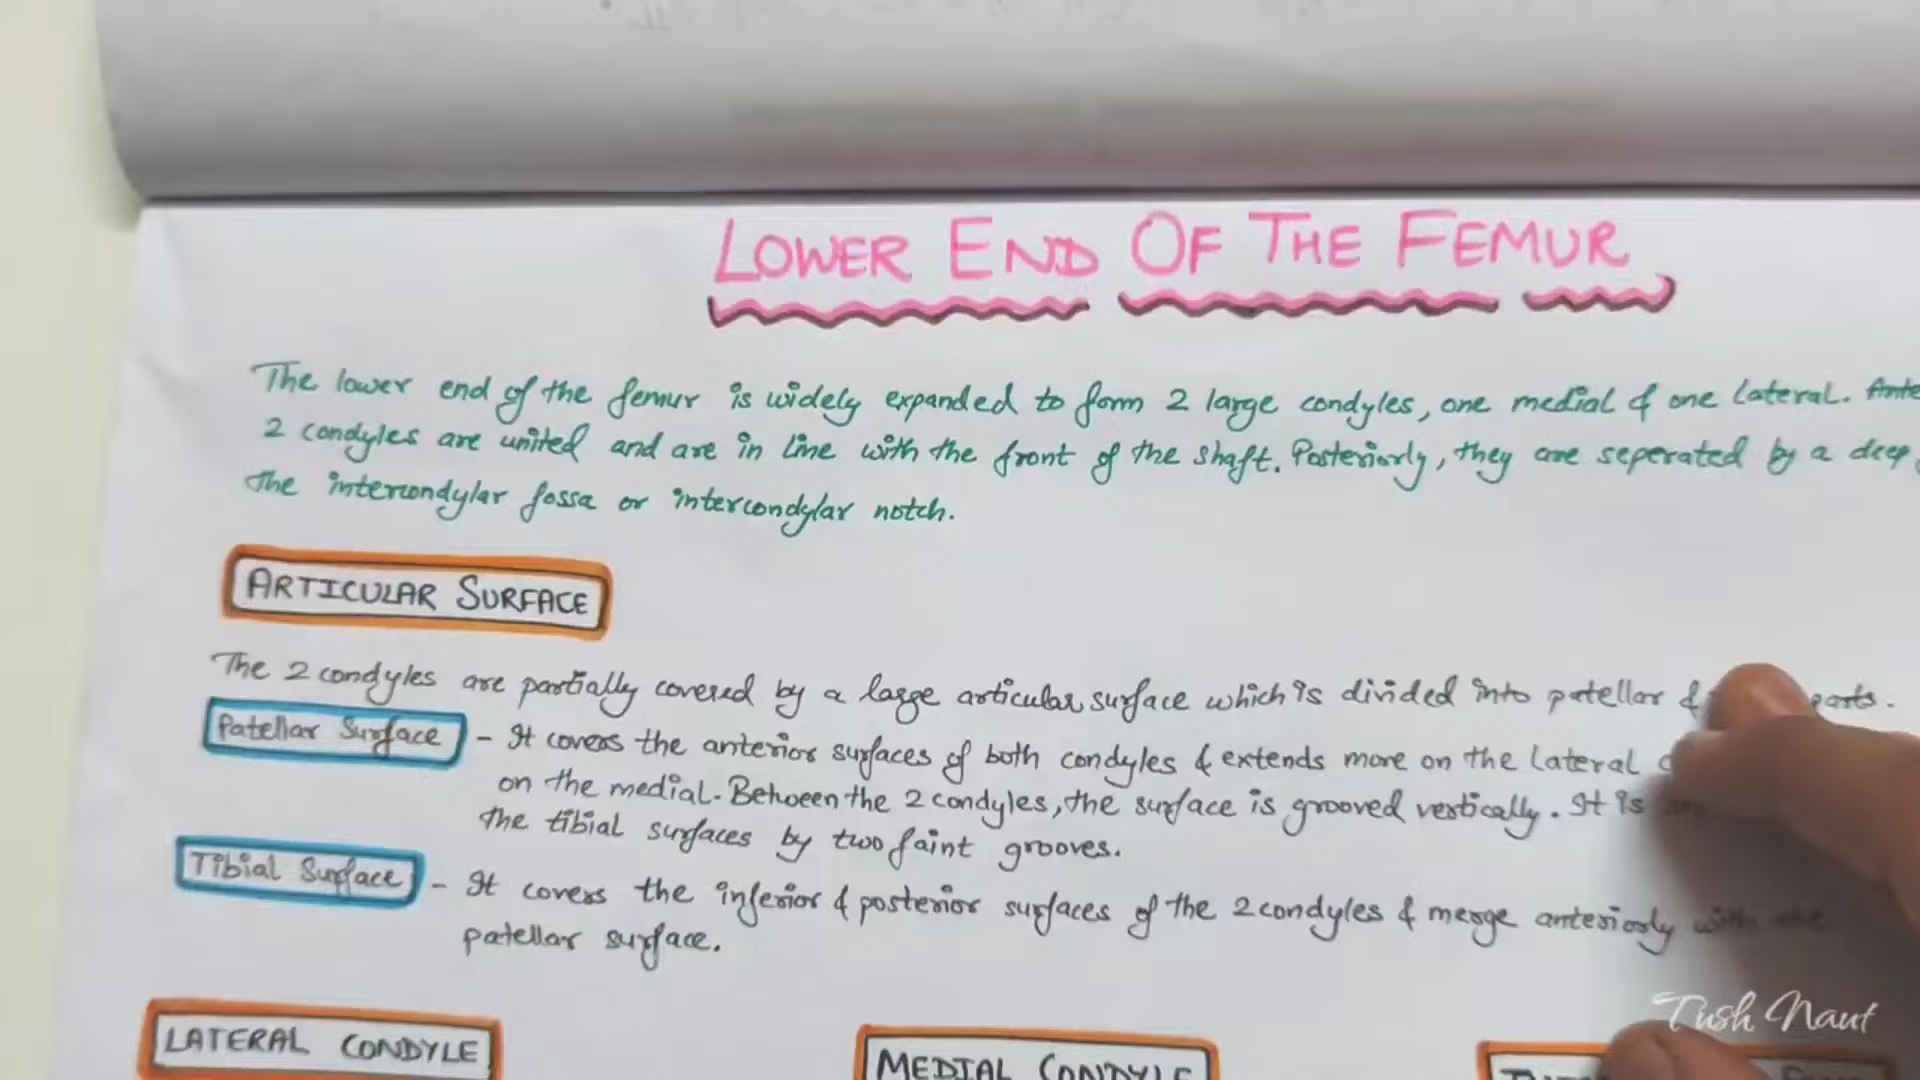 LOWER END OF THE FEMUR
The lower end of the femur is widely expanded to form 2 large condyles, one medial & one lateral.
2 condyles are united and are in line with the front of the shaft. Posteriorly, they are seperated by a deep
the intercondylar fossa or intercondylar notch.
ARTICULAR SURFACE
The 2 condyles are partially covered by a large articular surface which is divided into patellar & parts.
Patellar Surface - It covers the anterior surfaces of both condyles & extends more on the lateral
on the medial. Between the 2 condyles, the surface is grooved vertically. It is
the tibial surfaces by two faint grooves.
Tibial Surface - It covers the inferior & posterior surfaces of the 2 condyles & merge anteriorly with the
patellar surface.
LATERAL CONDYLE
MEDIAL CONDYLE
Tush Naut